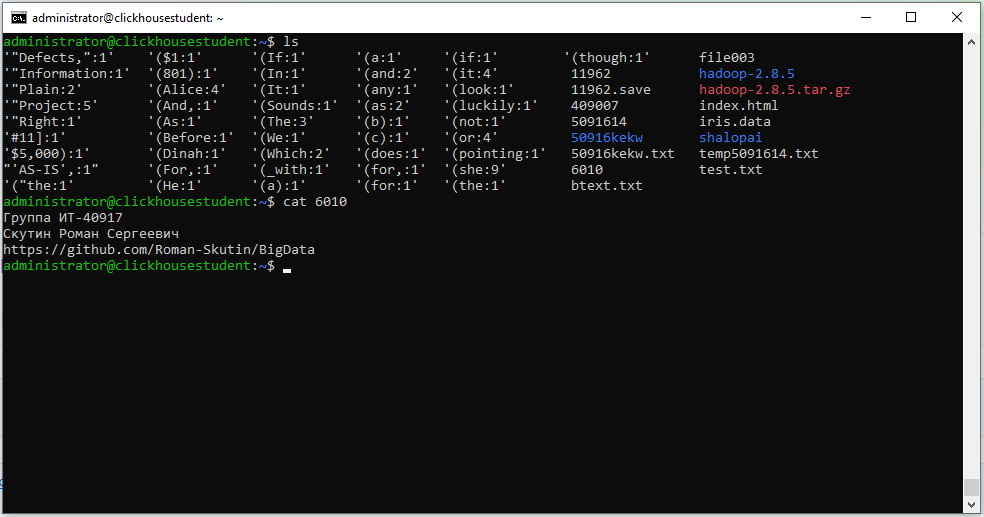 administrator@clickhousestudent: ~
administrator@clickhousestudent:~$ ls
'"Defects,":1' '($1:1' '(If:1' '(a:1' '(if:1' '(though:1' file003
'"Information:1' '(801):1' '(In:1' '(and:2' '(it:4' 11962 hadoop-2.8.5
'"Plain:2' '(Alice:4' '(It:1' '(any:1' '(look:1' 11962.save hadoop-2.8.5.tar.gz
'"Project:5' '(And,:1' '(Sounds:1' '(as:2' '(luckily:1' 409007 index.html
'"Right:1' '(As:1' '(The:3' '(b):1' '(not:1' 5091614 iris.data
'#11]:1' '(Before:1' '(We:1' '(c):1' '(or:4' 50916kekw shalopai
'$5,000):1' '(Dinah:1' '(Which:2' '(does:1' '(pointing:1' 50916kekw.txt temp5091614.txt
"'AS-IS',:1" '(For,:1' '(_with:1' '(for,:1' '(she:9' 6010 test.txt
'("the:1' '(He:1' '(a):1' '(for:1' '(the:1' btext.txt
administrator@clickhousestudent:~$ cat 6010
Группа ИТ-40917
Скутин Роман Сергеевич
https://github.com/Roman-Skutin/BigData
administrator@clickhousestudent:~$